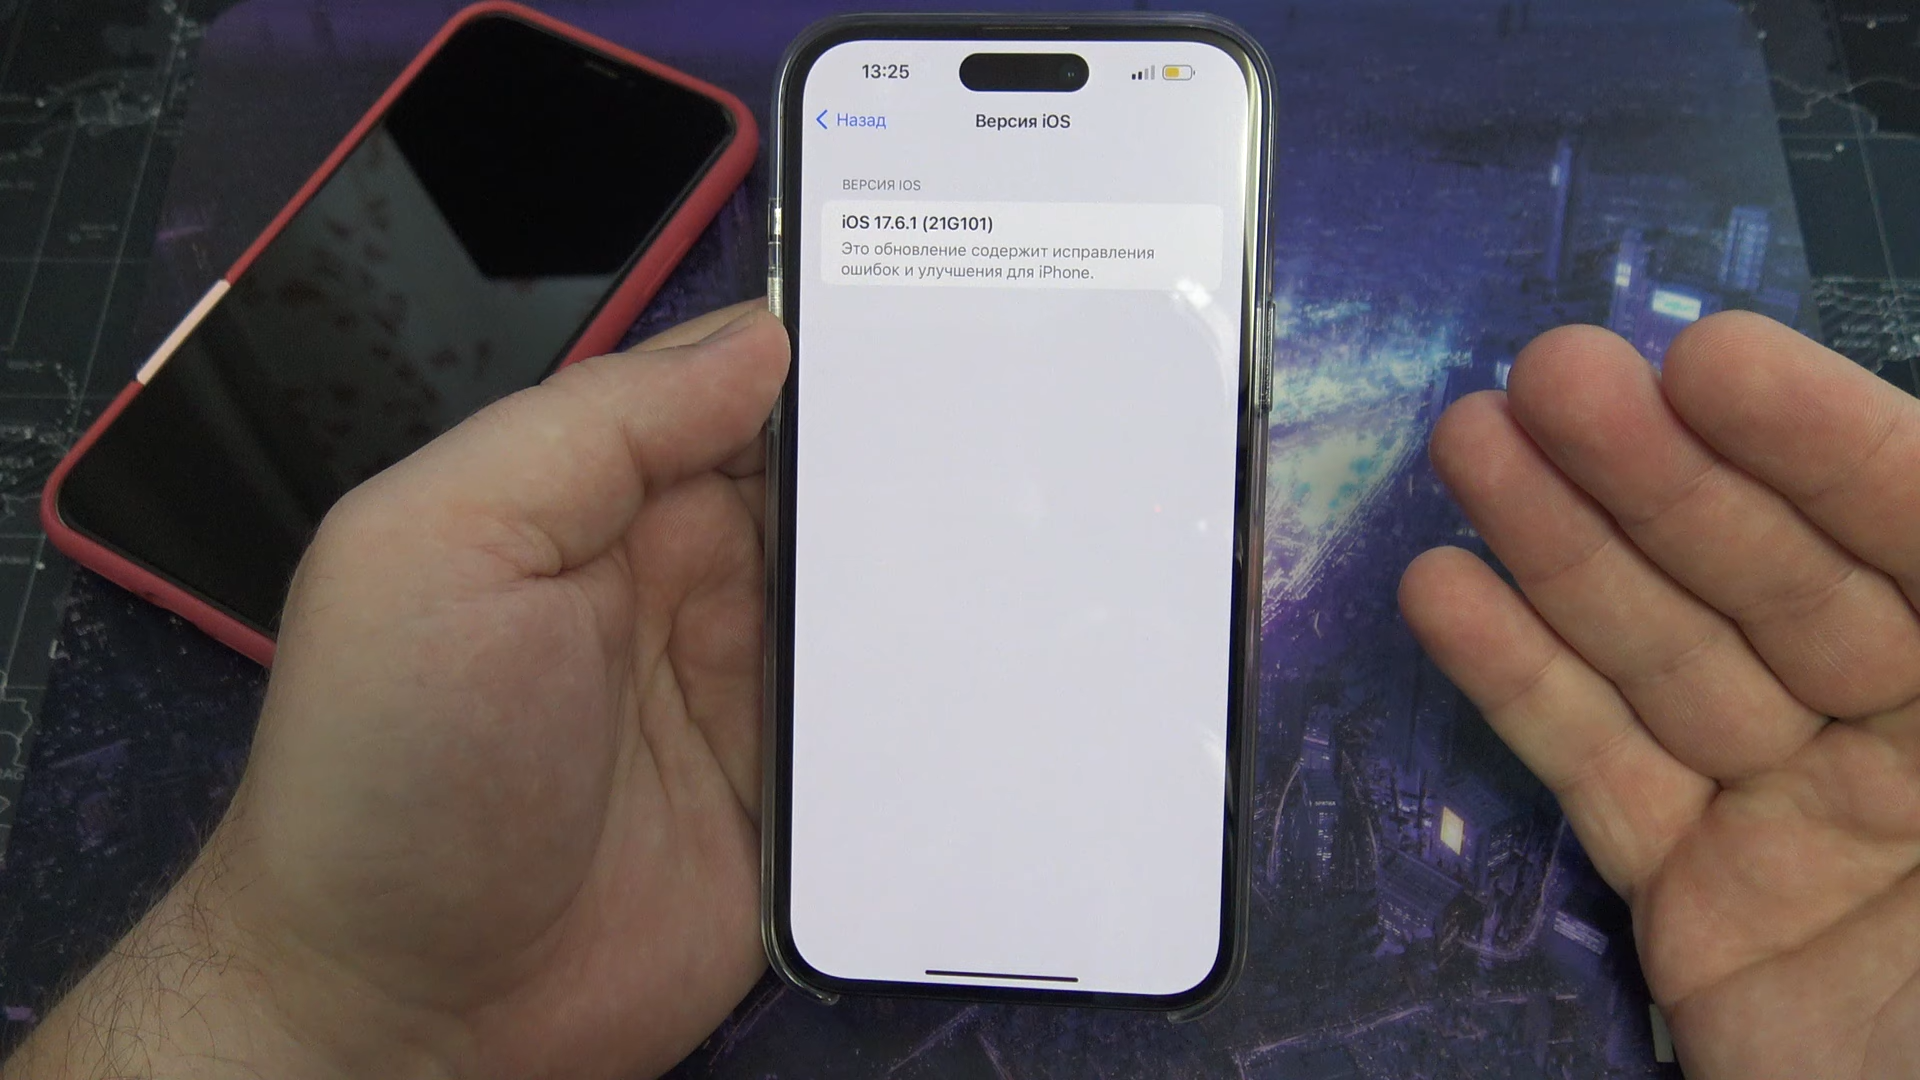 13:25
Назад
Версия iOS
ВЕРСИЯ IOS
iOS 17.6.1 (21G101)
Это обновление содержит исправления
ошибок и улучшения для iPhone.